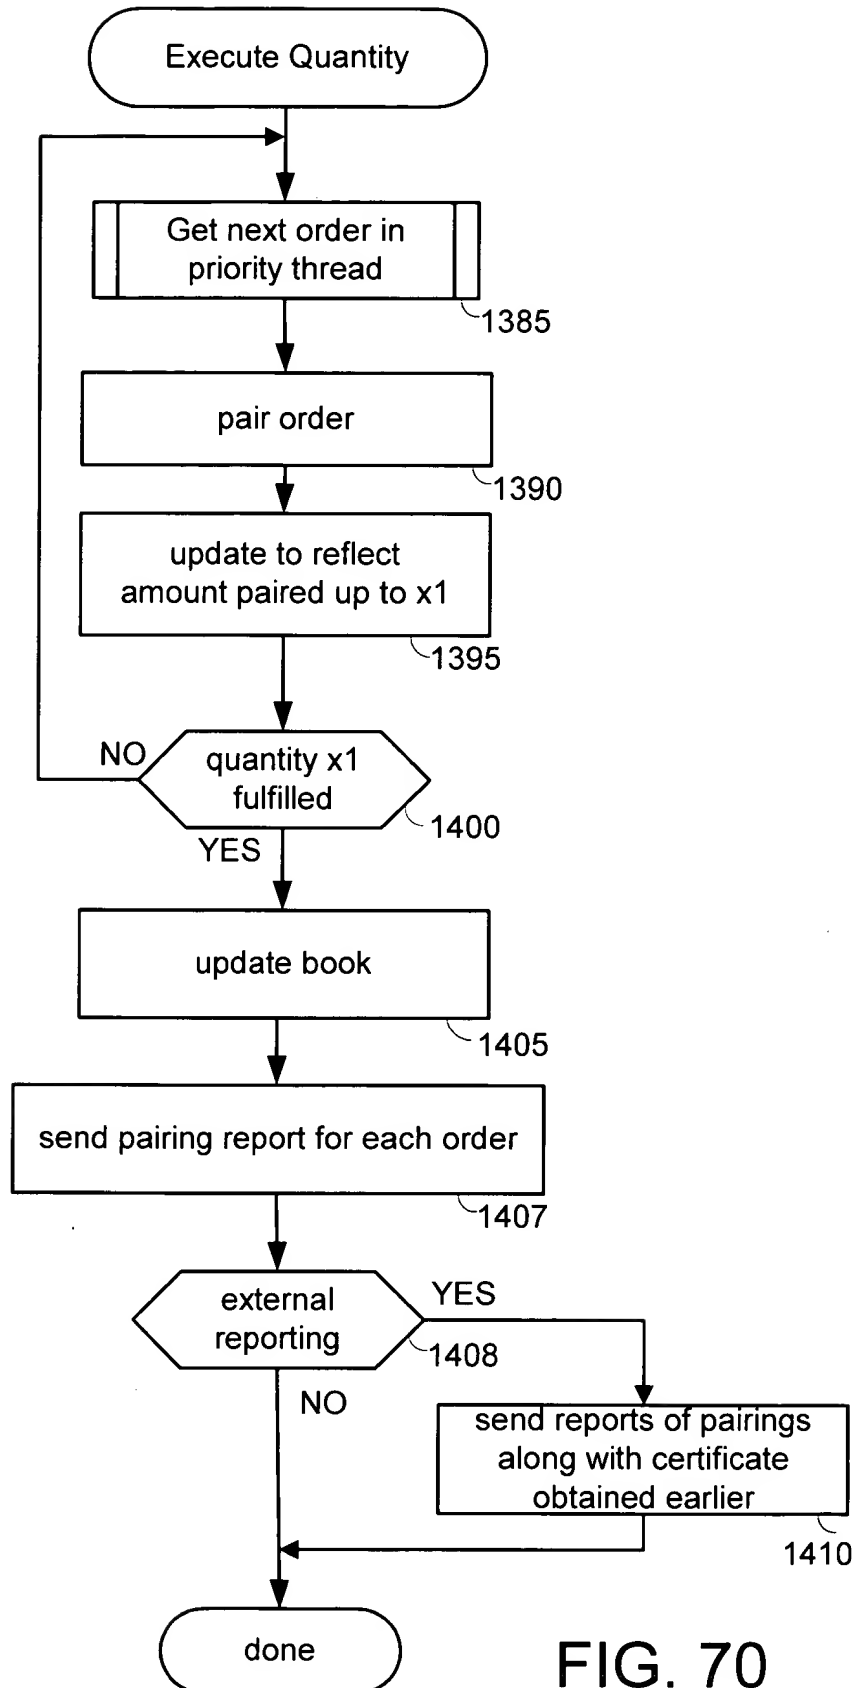 Execute Quantity
Get next order in
priority thread
1385
pair order
1390
update to reflect
amount paired up to x1
1395
NO
quantity x1
fulfilled
1400
YES
update book
1405
send pairing report for each order
1407
external
reporting
YES
1408
NO
send reports of pairings
along with certificate
obtained earlier
1410
done
FIG. 70